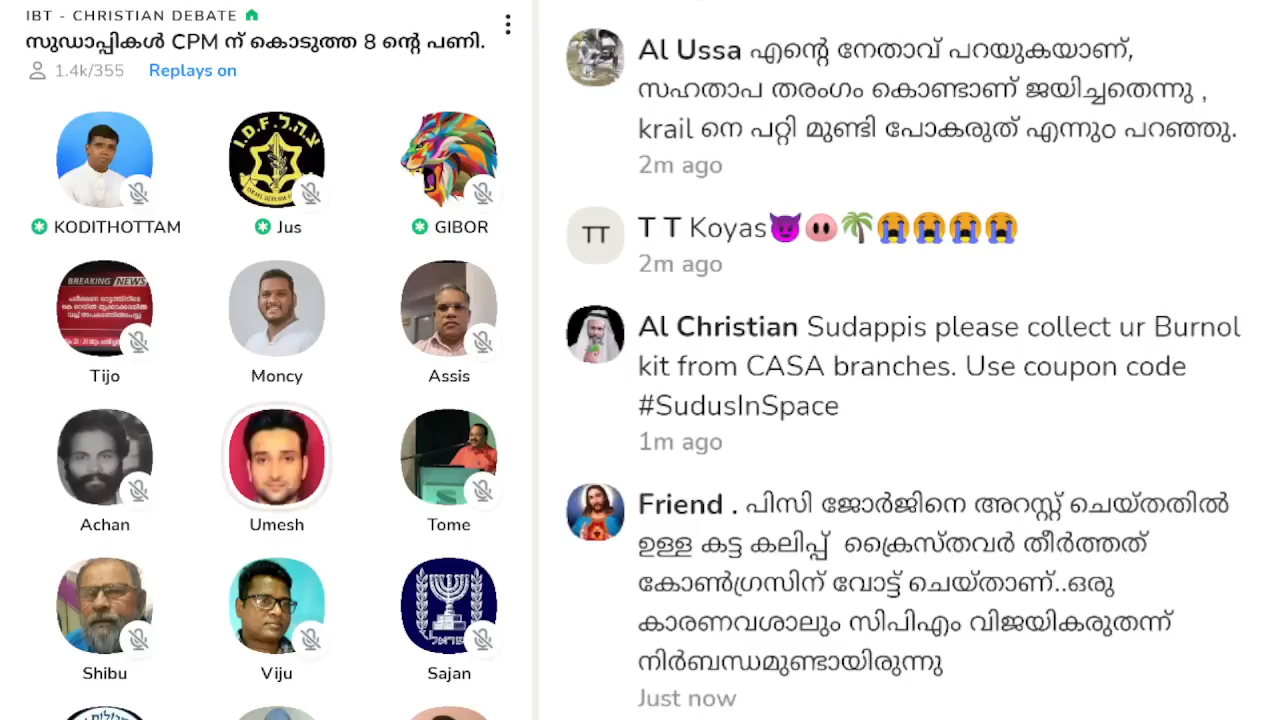 IBT - CHRISTIAN DEBATE
സുഡാപ്പികൾ CPM ന് കൊടുത്ത 8 ന്റെ പണി.
1.4k/355 Replays on
KODITHOTTAM Jus GIBOR
BREAKING NEWS
Tijo Moncy Assis
Achan Umesh Tome
Shibu Viju Sajan
Al Ussa എന്റെ നേതാവ് പറയുകയാണ്,
സഹതാപ തരംഗം കൊണ്ടാണ് ജയിച്ചതെന്നു ,
krail നെ പറ്റി മുണ്ടി പോകരുത് എന്നുഠ പറഞ്ഞു.
2m ago
TT
T T Koyas😈🐽🌴😭😭😭😭
2m ago
Al Christian Sudappis please collect ur Burnol
kit from CASA branches. Use coupon code
#SudusInSpace
1m ago
Friend . പിസി ജോർജിനെ അറസ്റ്റ് ചെയ്തതിൽ
ഉള്ള കട്ട കലിപ്പ് ക്രൈസ്തവർ തീർത്തത്
കോൺഗ്രസിന് വോട്ട് ചെയ്താണ്..ഒരു
കാരണവശാലും സിപിഎം വിജയികരുതന്ന്
നിർബന്ധമുണ്ടായിരുന്നു
Just now